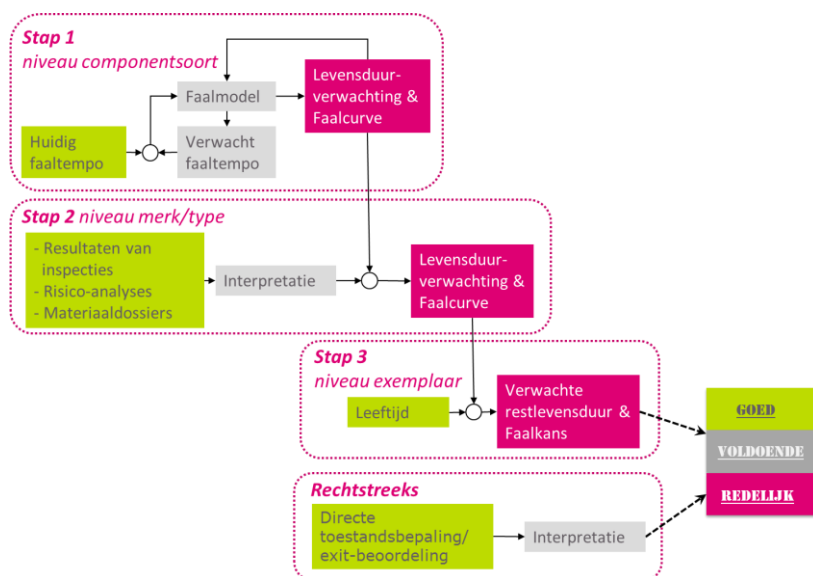 Stap 1
niveau componentsoort
Faalmodel
Levensduur-
verwachting &
Faalcurve
Huidig
faaltempo
Verwacht
faaltempo
Stap 2 niveau merk/type
- Resultaten van
inspecties
- Risico-analyses
- Materiaaldossiers
Interpretatie
Levensduur-
verwachting &
Faalcurve
Stap 3
niveau exemplaar
Leeftijd
Verwachte
restlevensduur &
Faalkans
GOED
VOLDOENDE
REDELIJK
Rechtstreeks
Directe
toestandsbepaling/
exit-beoordeling
Interpretatie